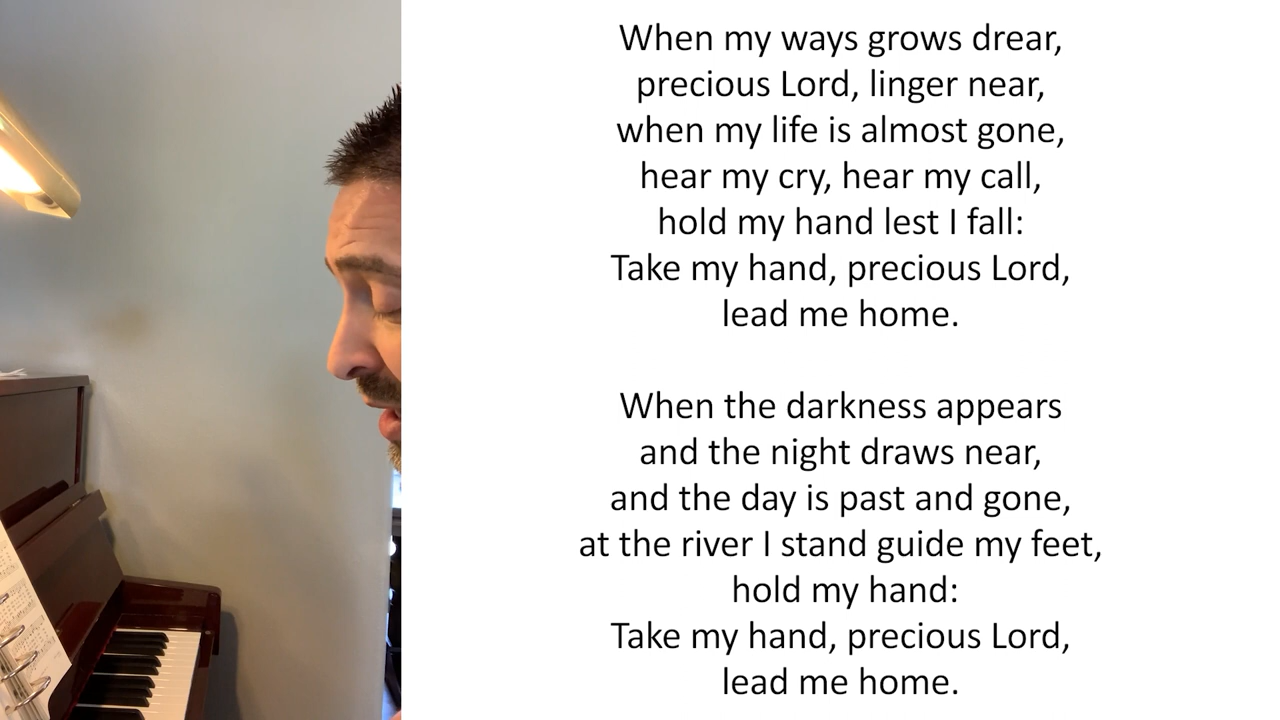 When my ways grows drear,
precious Lord, linger near,
when my life is almost gone,
hear my cry, hear my call,
hold my hand lest I fall:
Take my hand, precious Lord,
lead me home.
When the darkness appears
and the night draws near,
and the day is past and gone,
at the river I stand guide my feet,
hold my hand:
Take my hand, precious Lord,
lead me home.